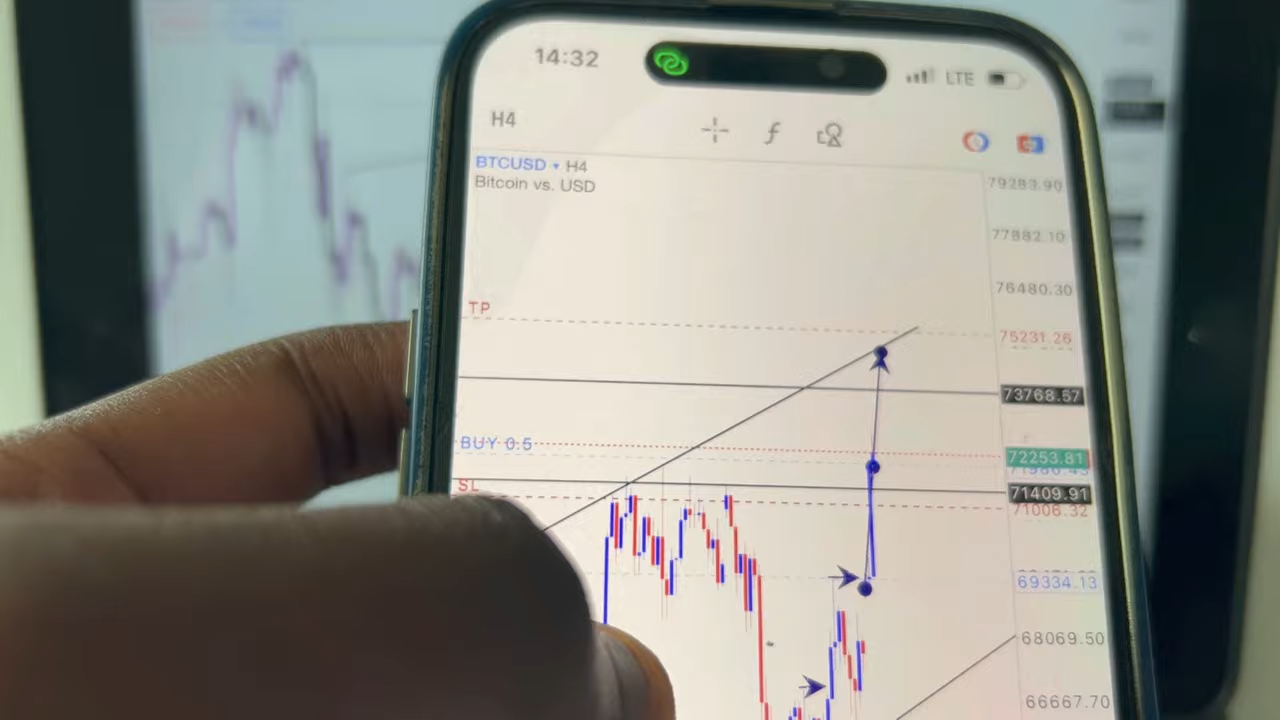 14:32
LTE
H4
f
BTCUSD • H4
Bitcoin vs. USD
79283.90
77882.10
76480.30
TP
75231.26
73768.57
BUY 0.5
72253.81
SL
71409.91
71006.32
69334.13
68069.50
66667.70